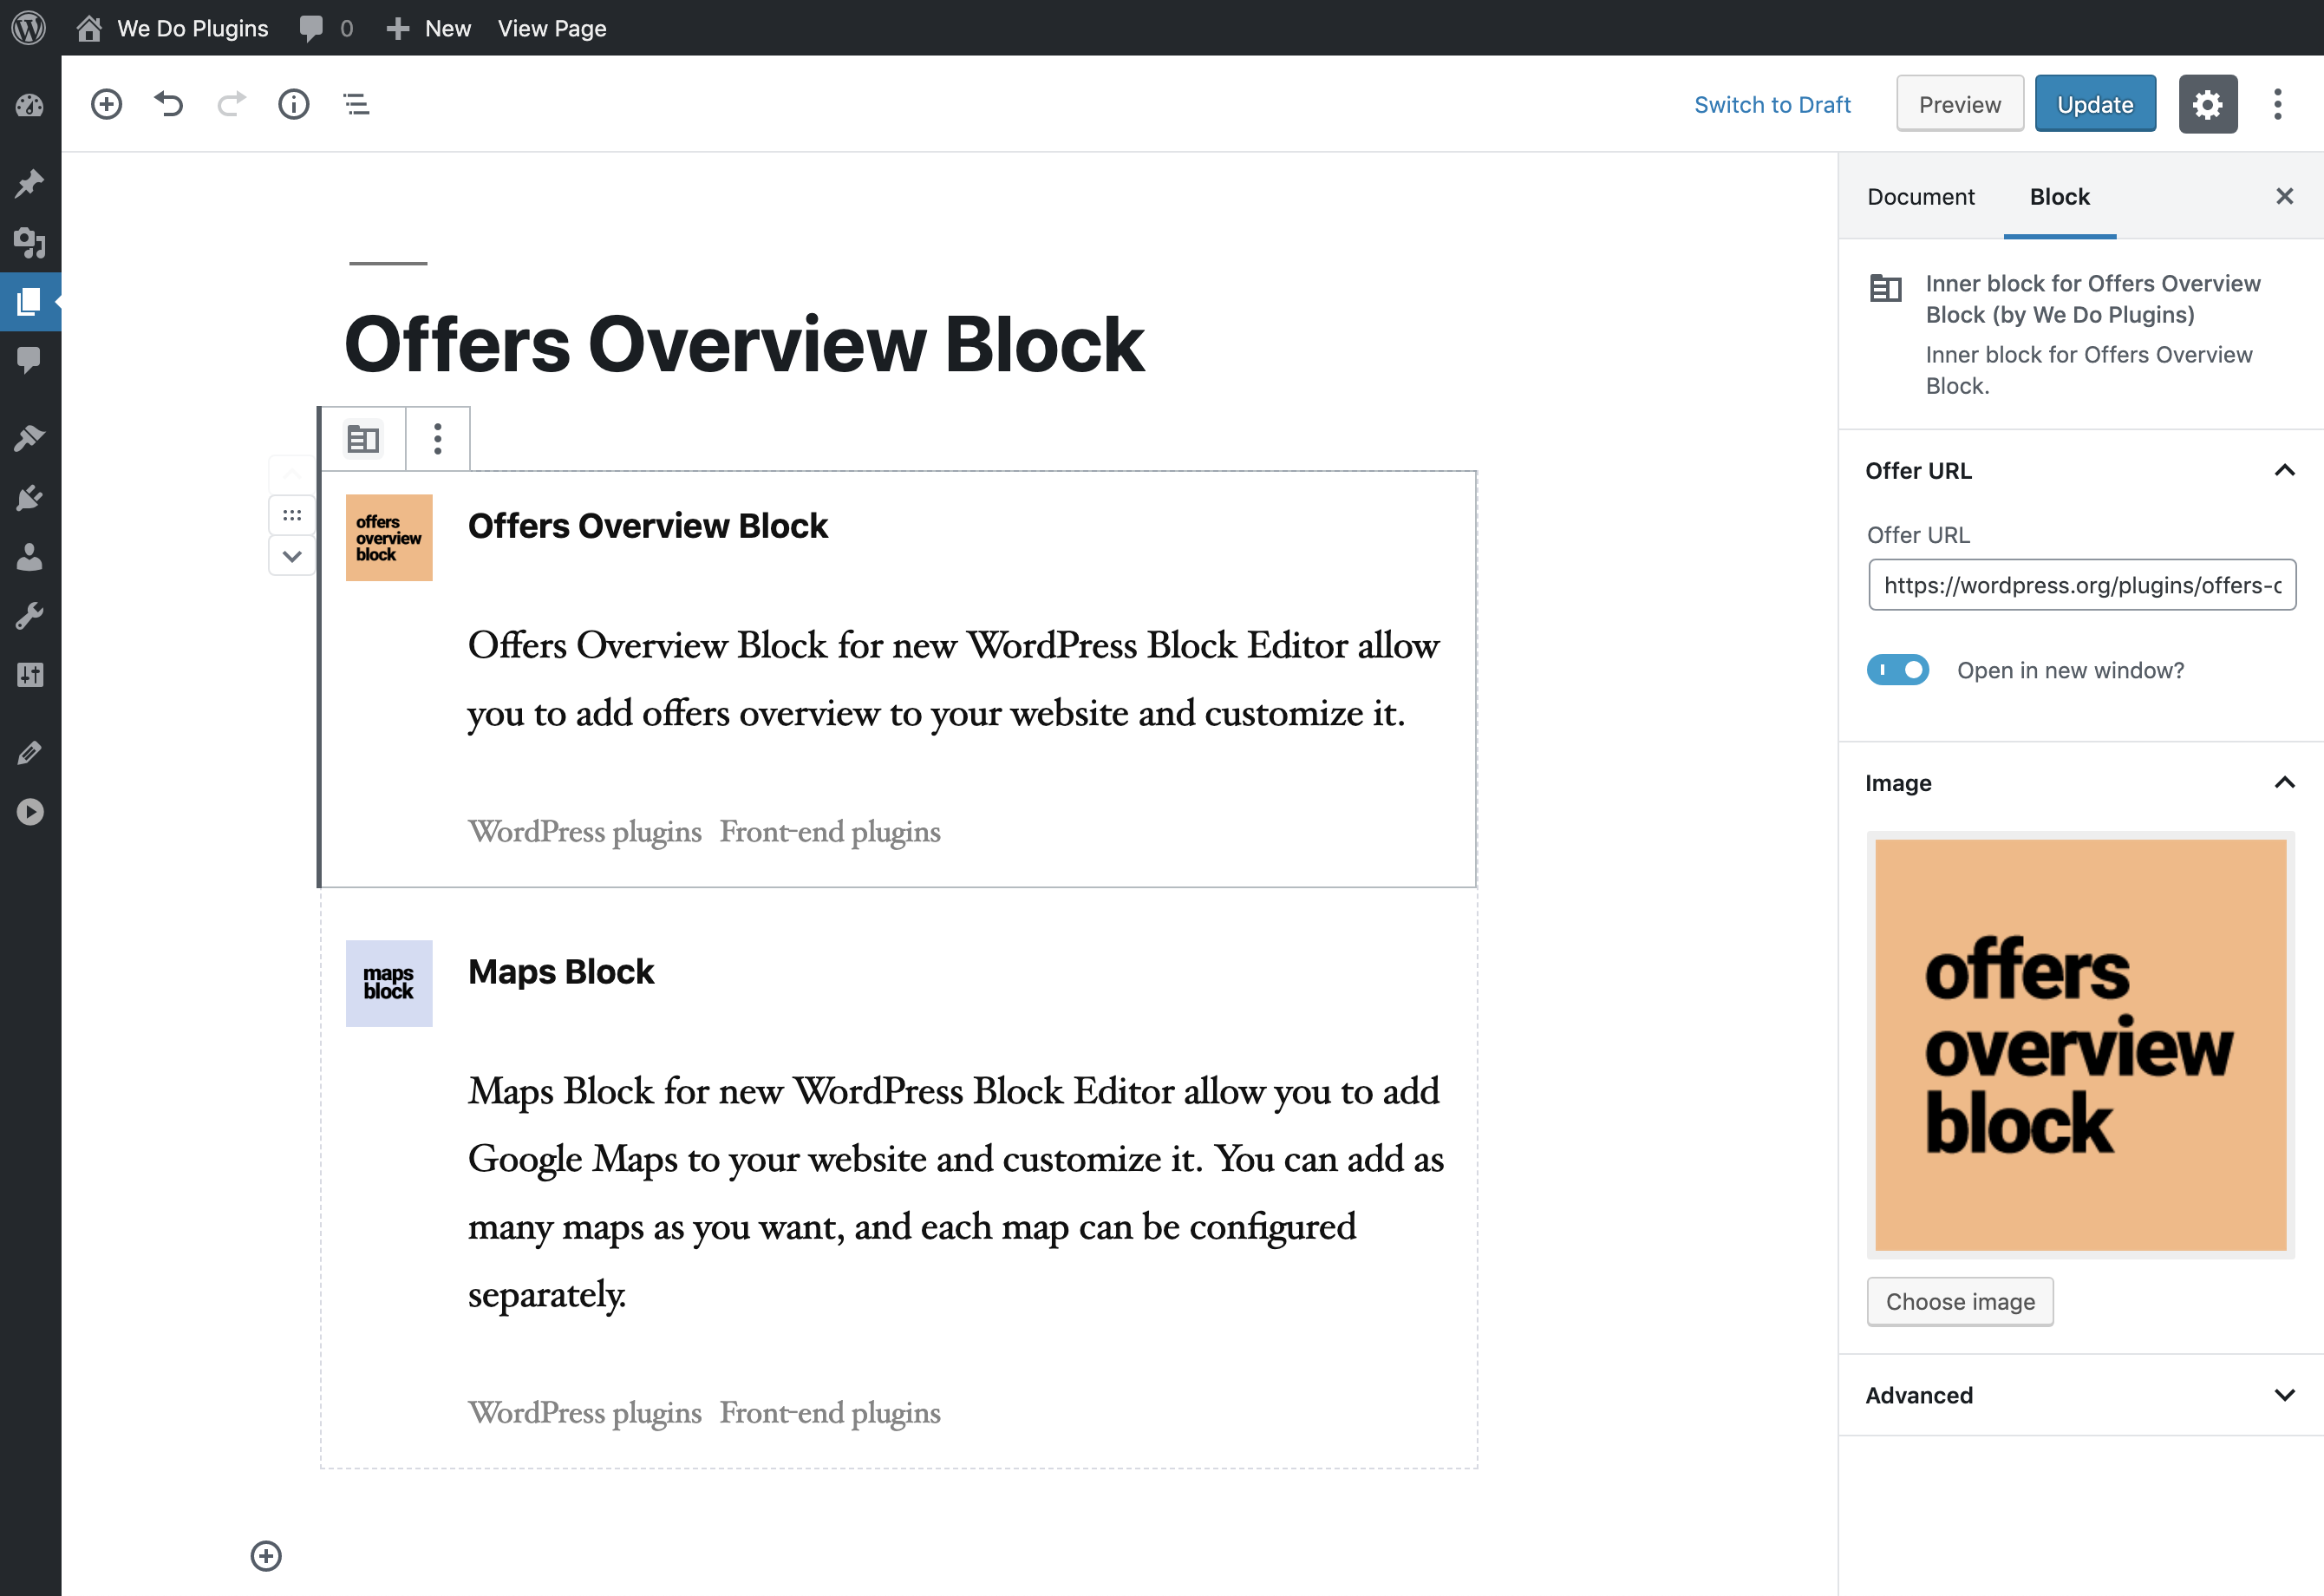 We Do Plugins 0 New View Page
Switch to Draft Preview Update
Document Block
Inner block for Offers Overview
Block (by We Do Plugins)
Inner block for Offers Overview
Block.
Offer URL
Offer URL
https://wordpress.org/plugins/offers-
Open in new window?
Image
offers
overview
block
Choose image
Advanced
Offers Overview Block
offers
overview
block
Offers Overview Block
Offers Overview Block for new WordPress Block Editor allow
you to add offers overview to your website and customize it.
WordPress plugins Front-end plugins
maps
block
Maps Block
Maps Block for new WordPress Block Editor allow you to add
Google Maps to your website and customize it. You can add as
many maps as you want, and each map can be configured
separately.
WordPress plugins Front-end plugins